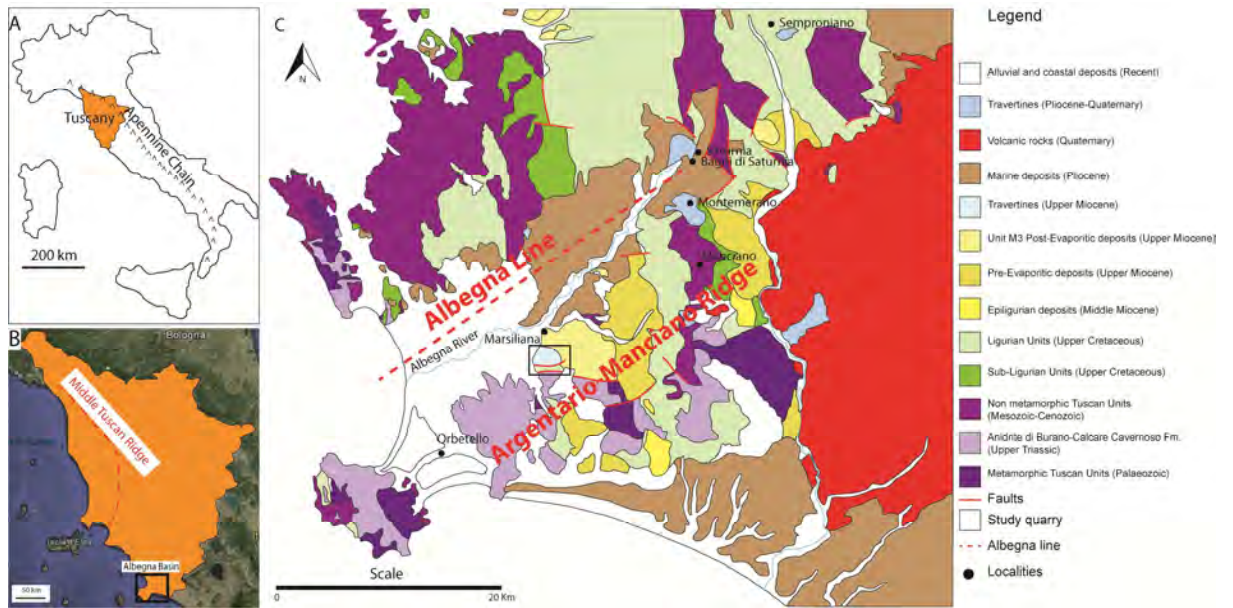 A
Tuscany
Apennine Chain
200 km
B
Bologna
Middle Tuscan Ridge
Albegna Basin
50 km
C
N
Semproniano
Saturnia
Bagni di Saturnia
Montemerano
Manciano
Albegna Line
Albegna River
Marsiliana
Argentario-Manciano Ridge
Orbetello
Scale
0
20 Km
Legend
Alluvial and coastal deposits (Recent)
Travertines (Pliocene-Quaternary)
Volcanic rocks (Quaternary)
Marine deposits (Pliocene)
Travertines (Upper Miocene)
Unit M3 Post-Evaporitic deposits (Upper Miocene)
Pre-Evaporitic deposits (Upper Miocene)
Epiligurian deposits (Middle Miocene)
Ligurian Units (Upper Cretaceous)
Sub-Ligurian Units (Upper Cretaceous)
Non metamorphic Tuscan Units
(Mesozoic-Cenozoic)
Anidrite di Burano-Calcare Cavernoso Fm.
(Upper Triassic)
Metamorphic Tuscan Units (Palaeozoic)
Faults
Study quarry
Albegna line
Localities